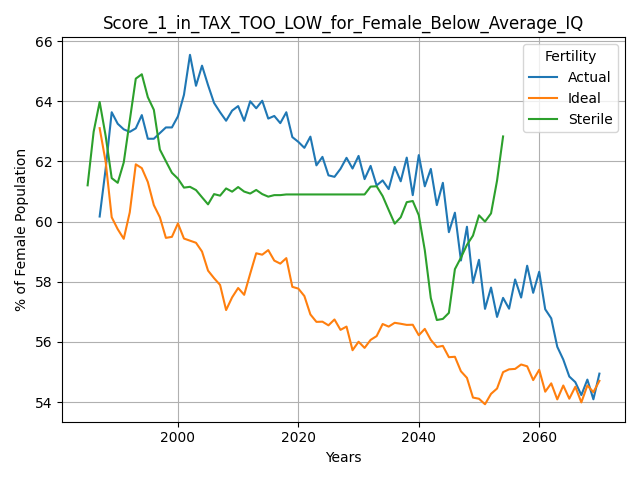 Score_1_in_TAX_TOO_LOW_for_Female_Below_Average_IQ
Fertility
Actual
Ideal
Sterile
% of Female Population
66
64
62
60
58
56
54
2000
2020
2040
2060
Years